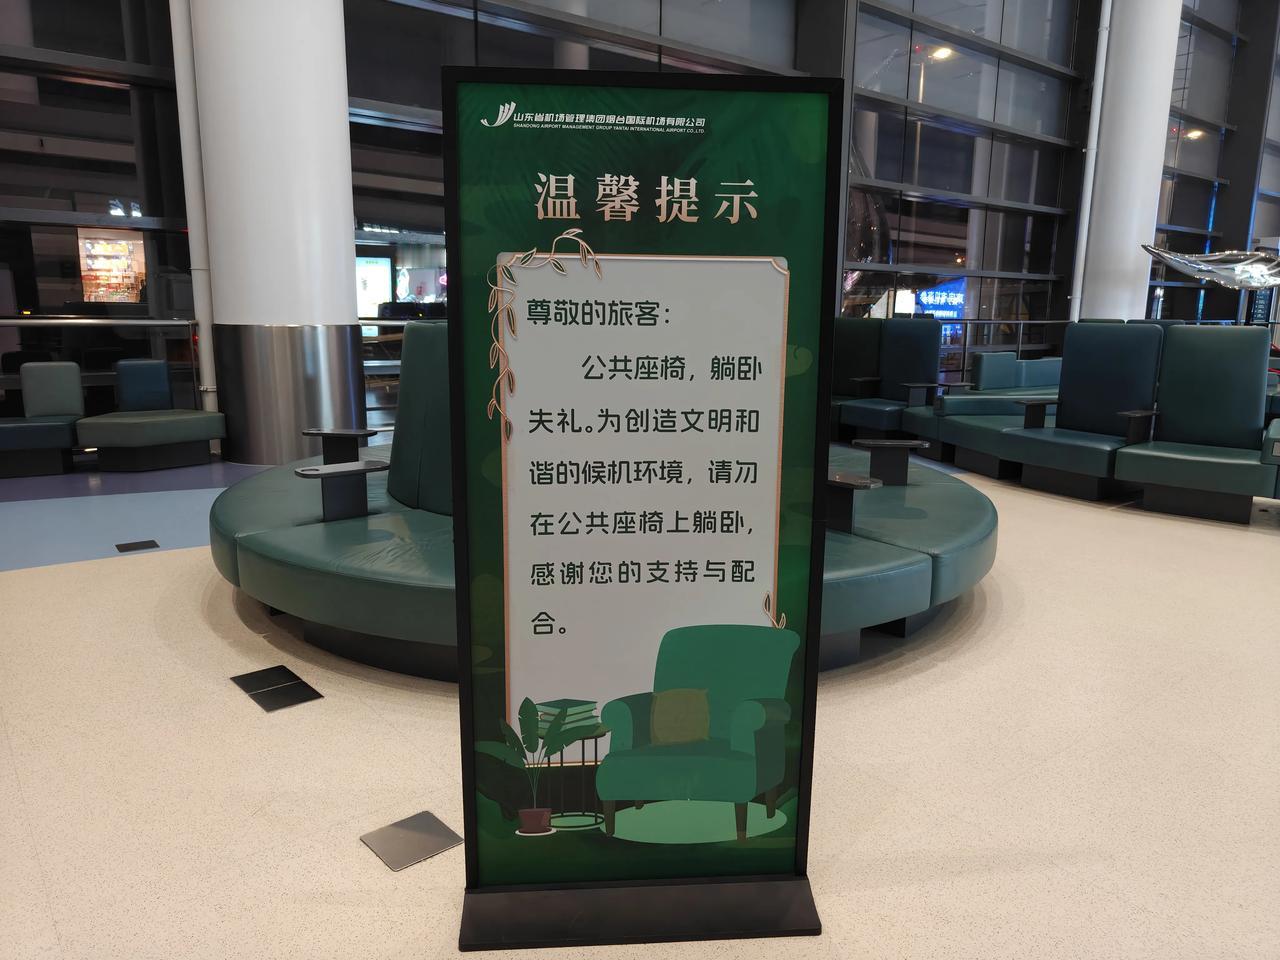 山东省机场管理集团烟台国际机场有限公司
SHANDONG AIRPORT MANAGEMENT GROUP YANTAI INTERNATIONAL AIRPORT CO.,LTD.
温馨提示
尊敬的旅客：
公共座椅，躺卧
失礼。为创造文明和
谐的候机环境，请勿
在公共座椅上躺卧，
感谢您的支持与配
合。